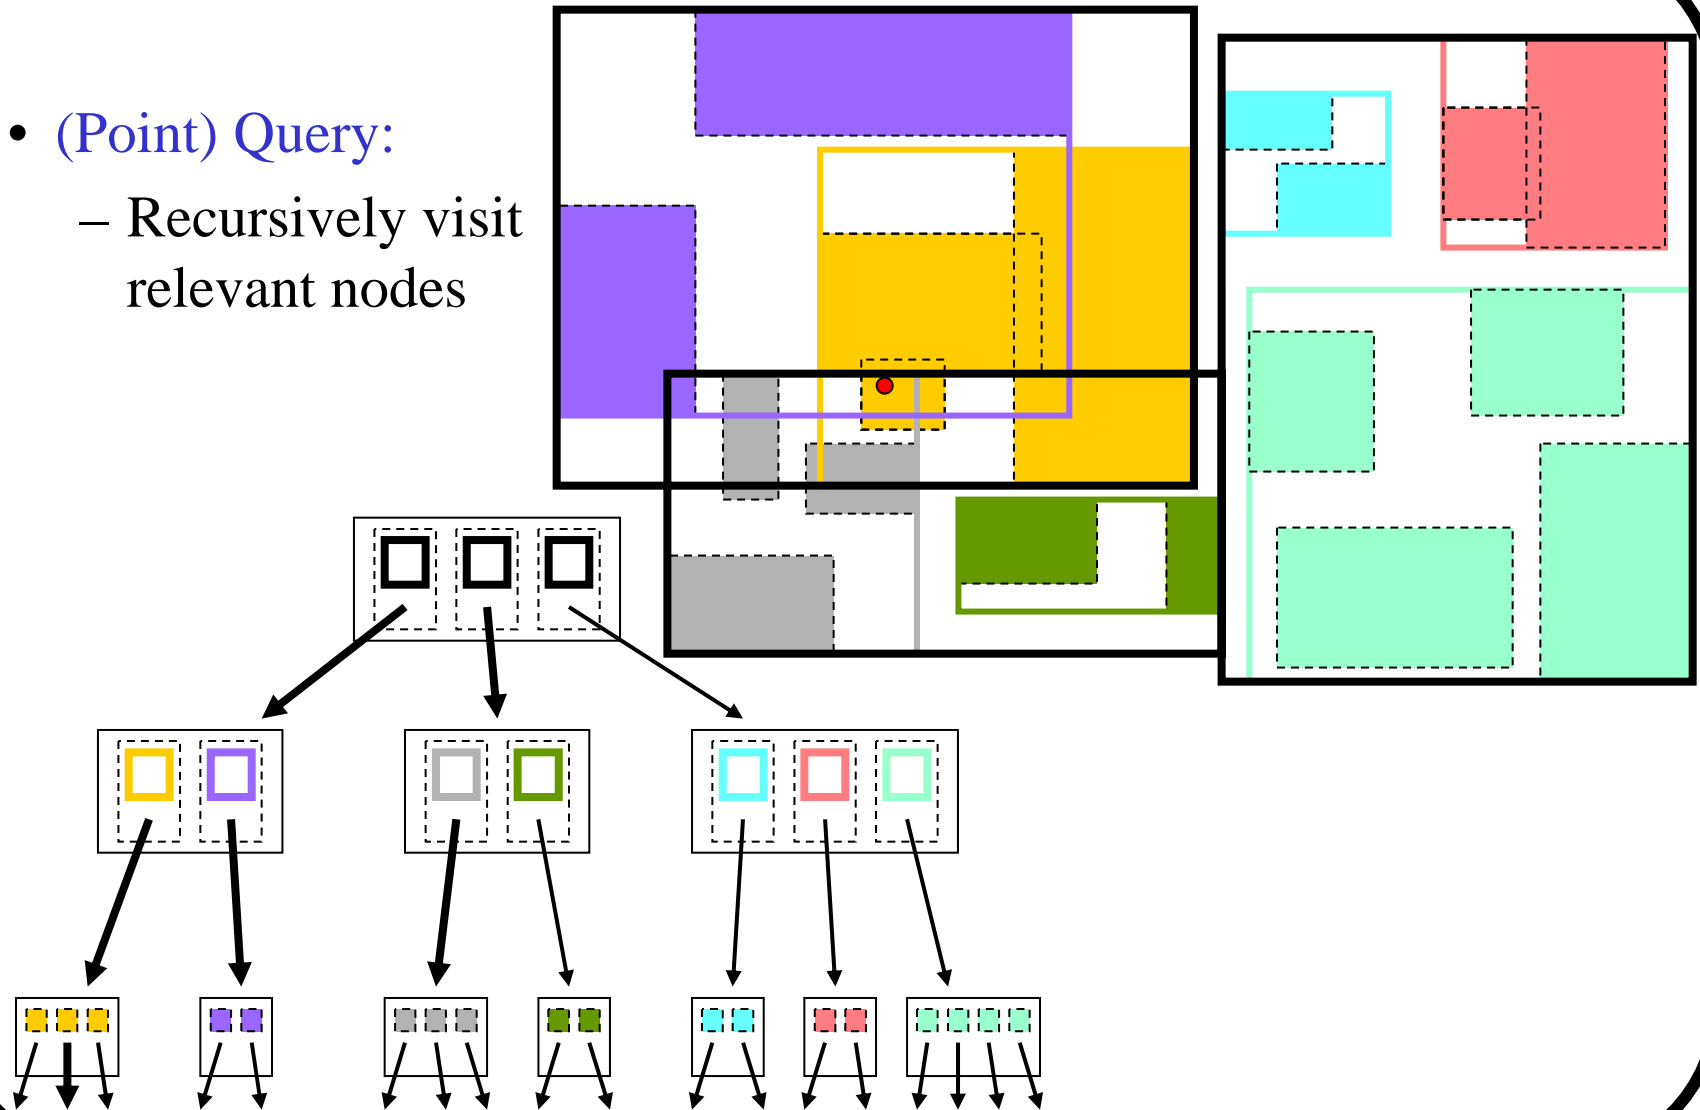 • (Point) Query:
– Recursively visit
relevant nodes